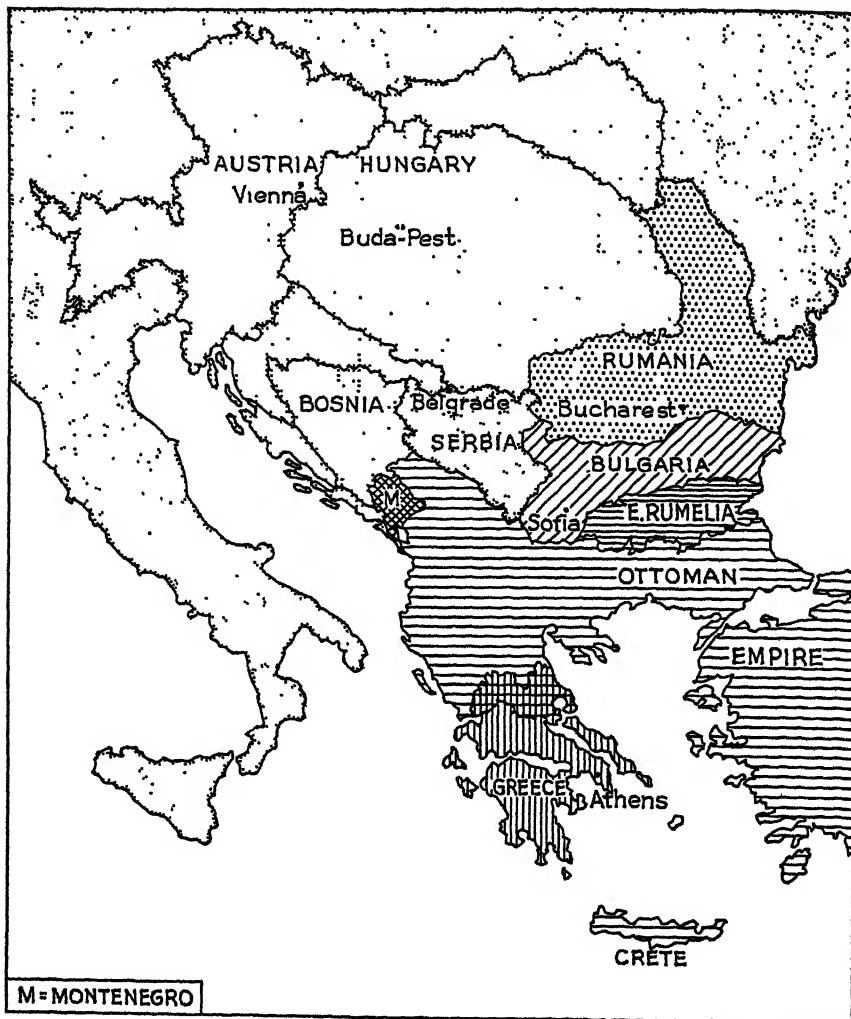 AUSTRIA HUNGARY
Vienna
Buda-Pest
RUMANIA
BOSNIA Belgrade Bucharest
SERBIA
BULGARIA
M
Sofia E.RUMELIA
OTTOMAN
EMPIRE
GREECE Athens
CRETE
M=MONTENEGRO